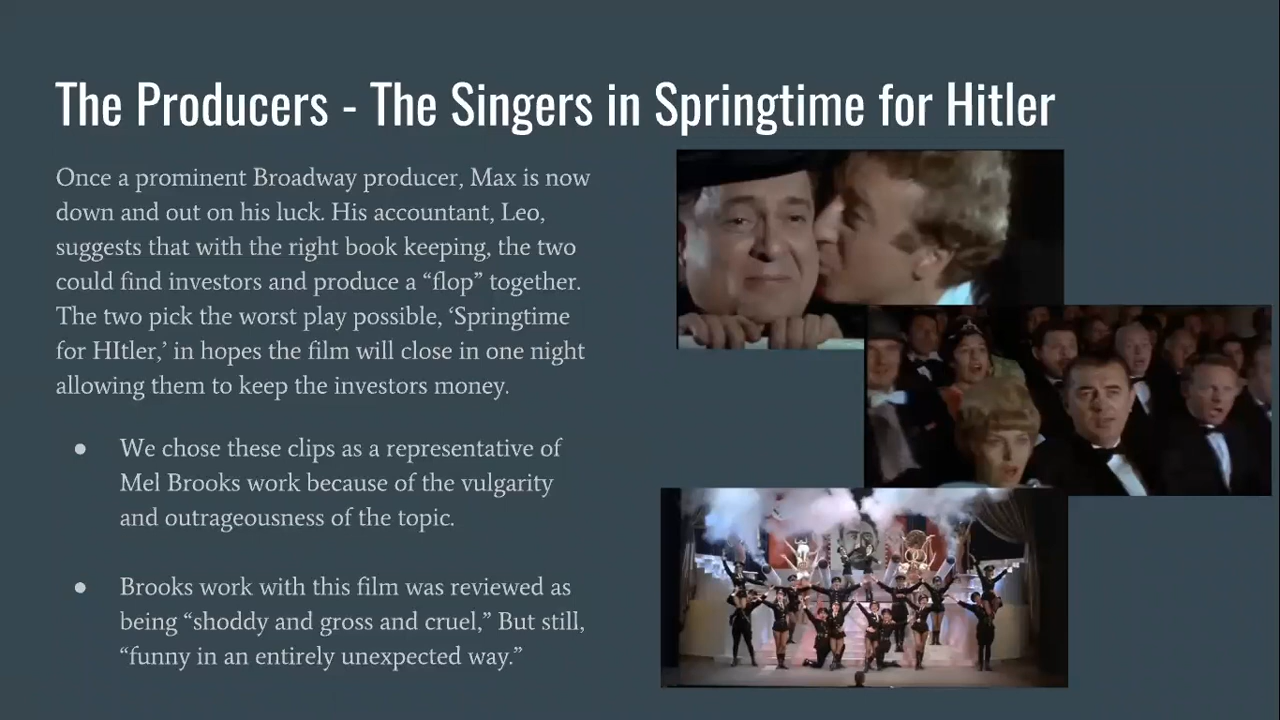 The Producers - The Singers in Springtime for Hitler
Once a prominent Broadway producer, Max is now
down and out on his luck. His accountant, Leo,
suggests that with the right book keeping, the two
could find investors and produce a “flop” together.
The two pick the worst play possible, ‘Springtime
for HItler,’ in hopes the film will close in one night
allowing them to keep the investors money.
● We chose these clips as a representative of
Mel Brooks work because of the vulgarity
and outrageousness of the topic.
● Brooks work with this film was reviewed as
being “shoddy and gross and cruel,” But still,
“funny in an entirely unexpected way.”